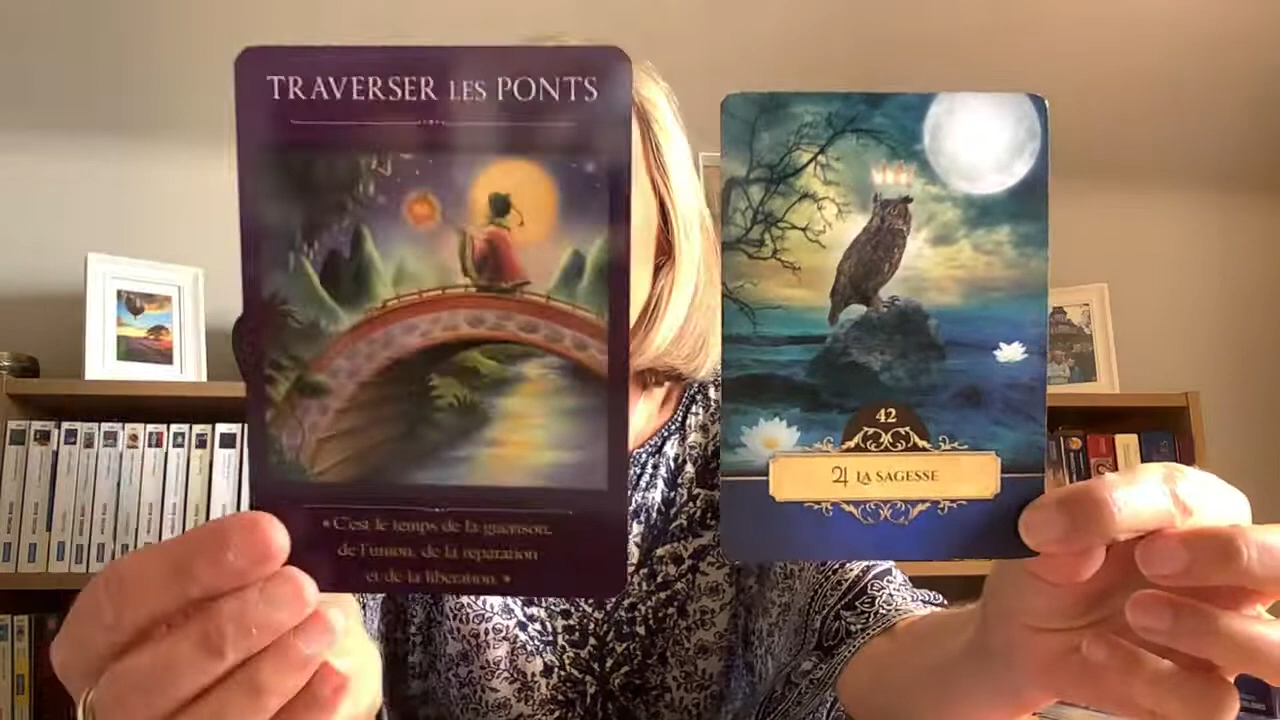 TRAVERSER LES PONTS
« C'est le temps de la guérison,
de l'union, de la réparation
et de la libération. »
42
♃ LA SAGESSE